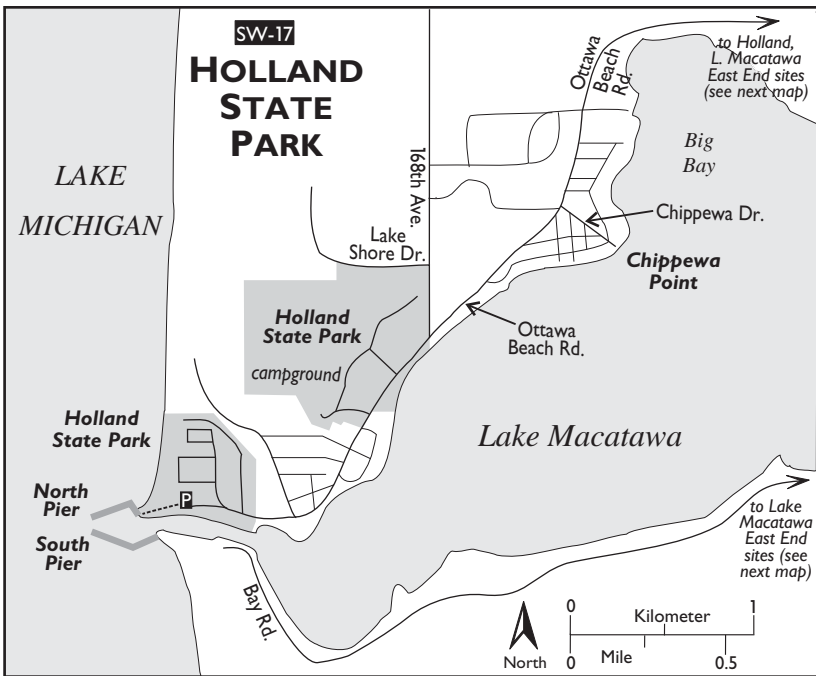 SW-17
HOLLAND
STATE
PARK
LAKE
MICHIGAN
Ottawa
Beach
Rd.
to Holland,
L. Macatawa
East End sites
(see next map)
Big
Bay
168th Ave.
Chippewa Dr.
Lake
Shore Dr.
Chippewa
Point
Holland
State Park
campground
Ottawa
Beach Rd.
Holland
State Park
Lake Macatawa
North
Pier
P
South
Pier
to Lake
Macatawa
East End
sites (see
next map)
Bay Rd.
North
0 1
Kilometer
Mile
0 0.5